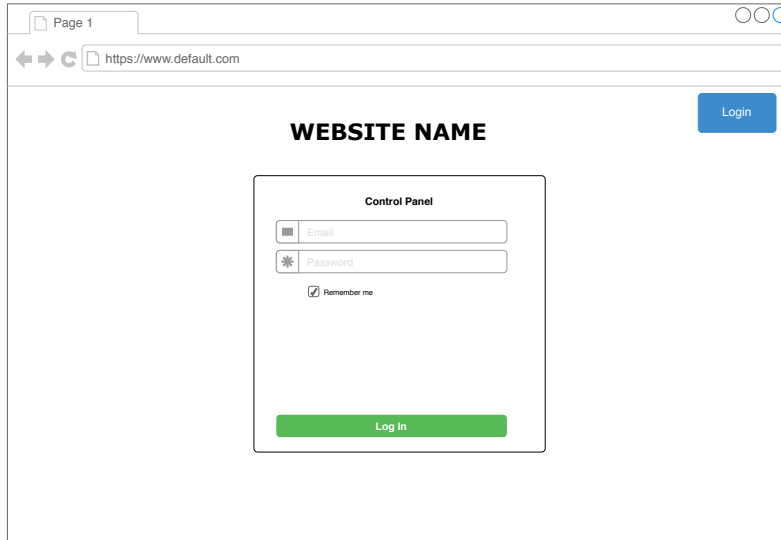 Page 1
https://www.default.com
Login
WEBSITE NAME
Control Panel
Email
Password
Remember me
Log In